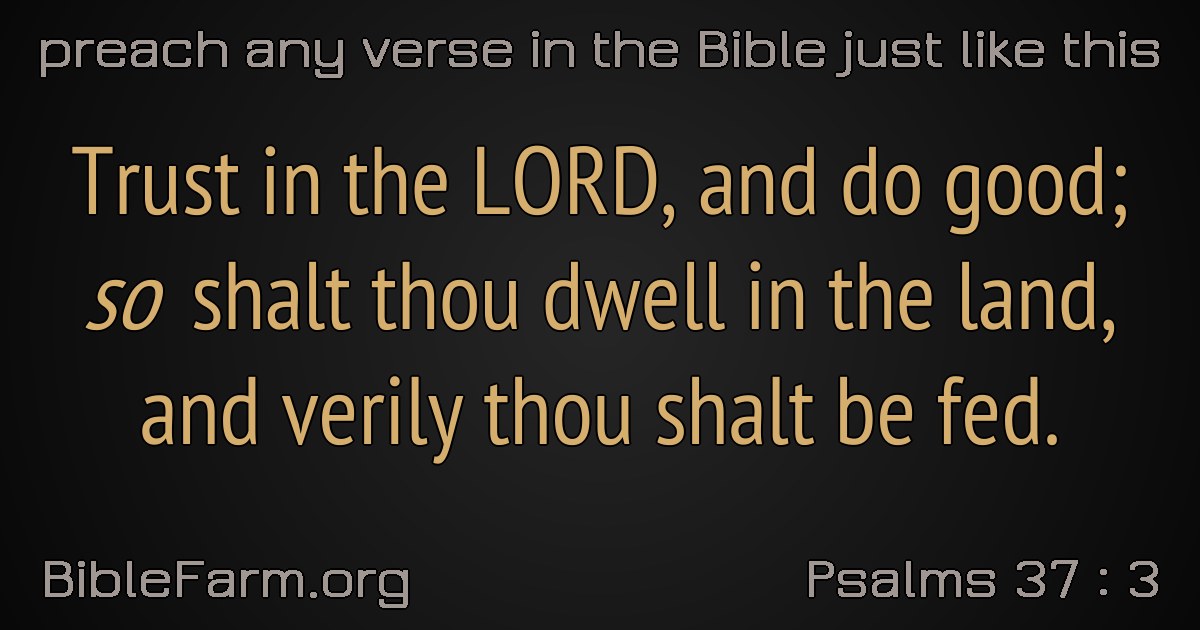 preach any verse in the Bible just like this
Trust in the LORD, and do good;
so shalt thou dwell in the land,
and verily thou shalt be fed.
BibleFarm.org
Psalms 37 : 3